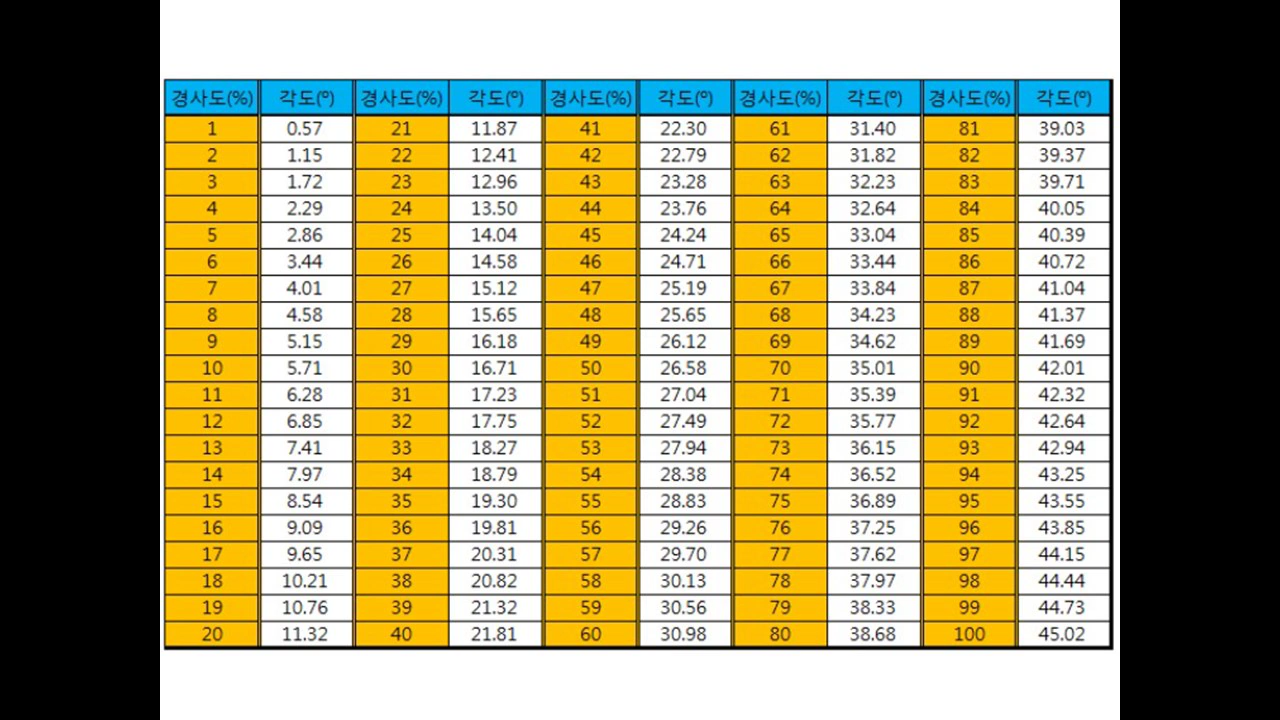 경사도(%) 각도(º) 경사도(%) 각도(º) 경사도(%) 각도(º) 경사도(%) 각도(º) 경사도(%) 각도(º)
1 0.57 21 11.87 41 22.30 61 31.40 81 39.03
2 1.15 22 12.41 42 22.79 62 31.82 82 39.37
3 1.72 23 12.96 43 23.28 63 32.23 83 39.71
4 2.29 24 13.50 44 23.76 64 32.64 84 40.05
5 2.86 25 14.04 45 24.24 65 33.04 85 40.39
6 3.44 26 14.58 46 24.71 66 33.44 86 40.72
7 4.01 27 15.12 47 25.19 67 33.84 87 41.04
8 4.58 28 15.65 48 25.65 68 34.23 88 41.37
9 5.15 29 16.18 49 26.12 69 34.62 89 41.69
10 5.71 30 16.71 50 26.58 70 35.01 90 42.01
11 6.28 31 17.23 51 27.04 71 35.39 91 42.32
12 6.85 32 17.75 52 27.49 72 35.77 92 42.64
13 7.41 33 18.27 53 27.94 73 36.15 93 42.94
14 7.97 34 18.79 54 28.38 74 36.52 94 43.25
15 8.54 35 19.30 55 28.83 75 36.89 95 43.55
16 9.09 36 19.81 56 29.26 76 37.25 96 43.85
17 9.65 37 20.31 57 29.70 77 37.62 97 44.15
18 10.21 38 20.82 58 30.13 78 37.97 98 44.44
19 10.76 39 21.32 59 30.56 79 38.33 99 44.73
20 11.32 40 21.81 60 30.98 80 38.68 100 45.02